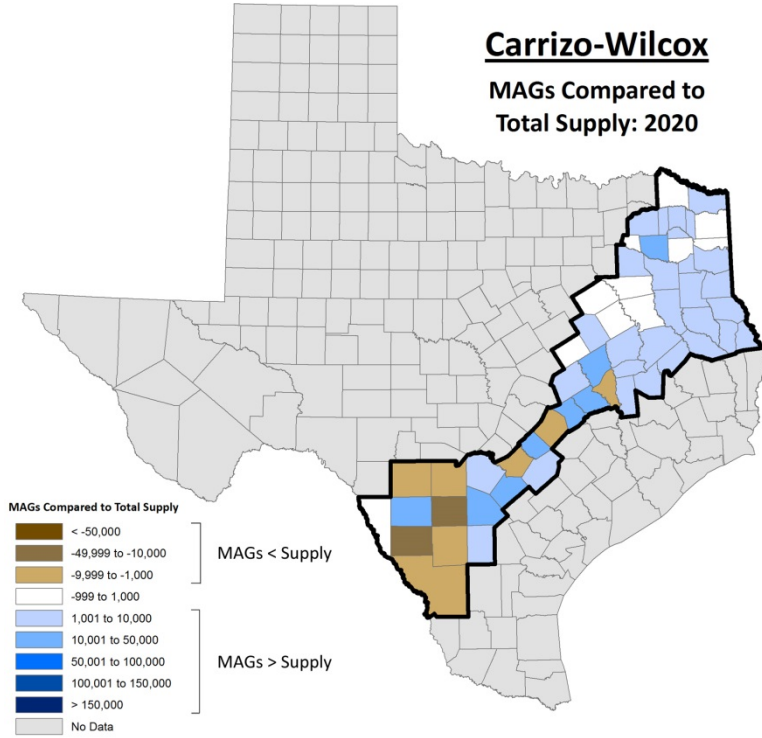 Carrizo-Wilcox
MAGs Compared to
Total Supply: 2020
MAGs Compared to Total Supply
< -50,000
-49,999 to -10,000
-9,999 to -1,000
-999 to 1,000
1,001 to 10,000
10,001 to 50,000
50,001 to 100,000
100,001 to 150,000
> 150,000
No Data
MAGs < Supply
MAGs > Supply